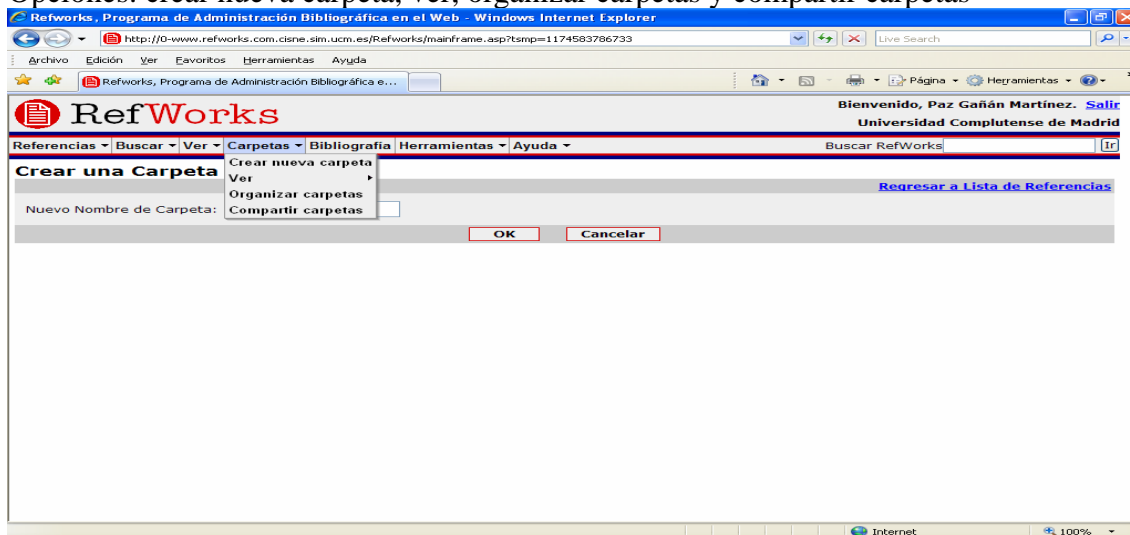 Opciones: crear nueva carpeta, ver, organizar carpetas y compartir carpetas
Refworks, Programa de Administración Bibliográfica en el Web - Windows Internet Explorer
http://0-www.refworks.com.cisne.sim.ucm.es/Refworks/mainframe.asp?tsmp=1174583786733
Live Search
Archivo Edición Ver Favoritos Herramientas Ayuda
Refworks, Programa de Administración Bibliográfica e...
Página Herramientas
RefWorks
Bienvenido, Paz Gañán Martínez. Salir
Universidad Complutense de Madrid
Referencias Buscar Ver Carpetas Bibliografía Herramientas Ayuda
Buscar RefWorks Ir
Crear una Carpeta
Crear nueva carpeta
Ver
Organizar carpetas
Compartir carpetas
Regresar a Lista de Referencias
Nuevo Nombre de Carpeta:
OK Cancelar
Internet 100%